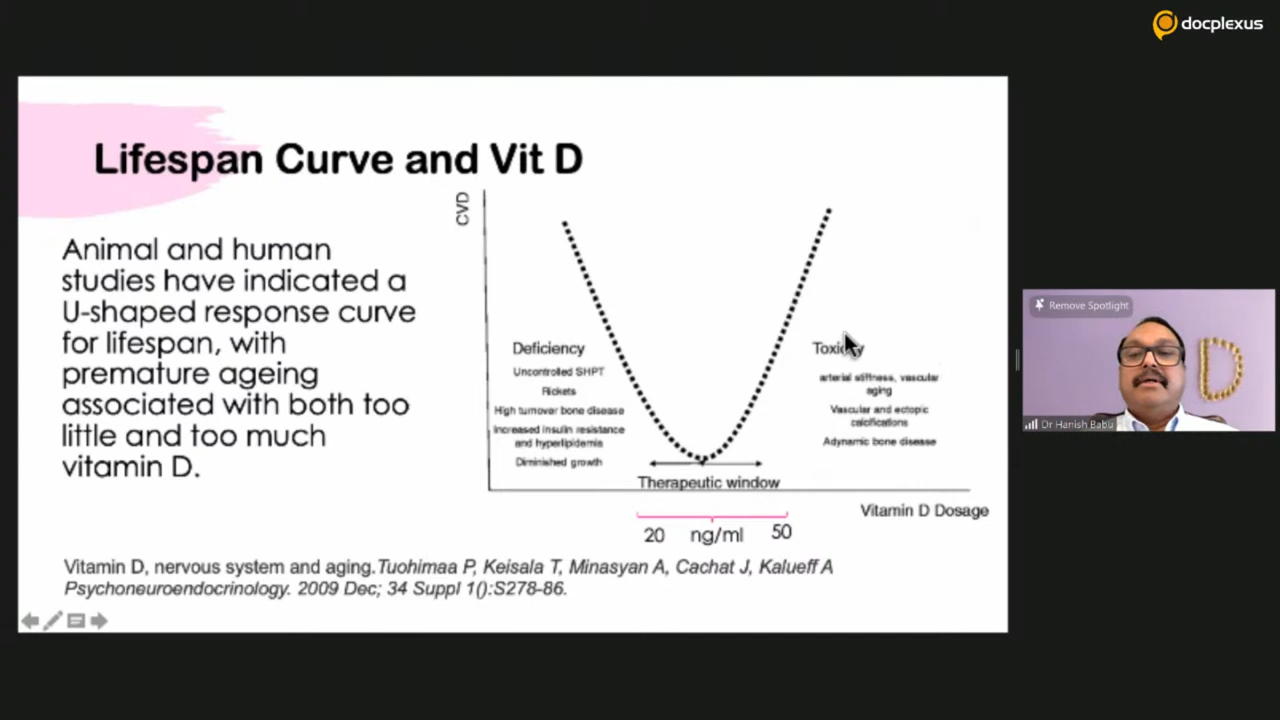 docplexus
Lifespan Curve and Vit D
Animal and human
studies have indicated a
U-shaped response curve
for lifespan, with
premature ageing
associated with both too
little and too much
vitamin D.
CVD
Deficiency
Uncontrolled SHPT
Rickets
High turnover bone disease
Increased insulin resistance
and hyperlipidemia
Diminished growth
arterial stiffness, vascular
aging
Vascular and ectopic
calcifications
Adynamic bone disease
Therapeutic window
Vitamin D Dosage
20 ng/ml 50
Vitamin D, nervous system and aging. Tuohimaa P, Keisala T, Minasyan A, Cachat J, Kalueff A
Psychoneuroendocrinology. 2009 Dec; 34 Suppl 1():S278-86.
Remove Spotlight
D
Dr Hanish Babu